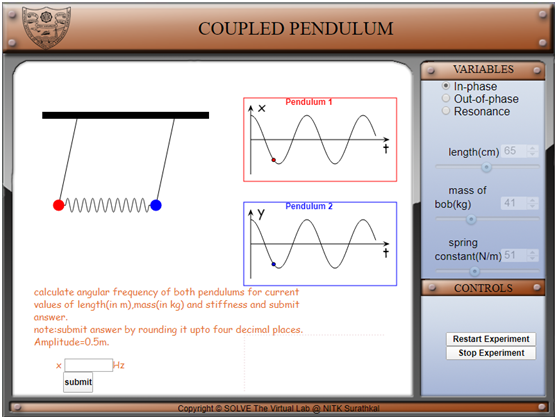 COUPLED PENDULUM
VARIABLES
In-phase
Out-of-phase
Resonance
length(cm) 65
mass of
bob(kg) 41
spring
constant(N/m) 51
CONTROLS
Restart Experiment
Stop Experiment
Pendulum 1
x
t
Pendulum 2
y
t
calculate angular frequency of both pendulums for current
values of length(in m),mass(in kg) and stiffness and submit
answer.
note:submit answer by rounding it upto four decimal places.
Amplitude=0.5m.
x Hz
submit
Copyright © SOLVE The Virtual Lab @ NITK Surathkal